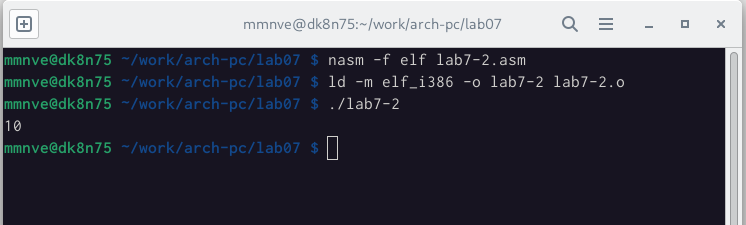 mmnve@dk8n75:~/work/arch-pc/lab07
mmnve@dk8n75 ~/work/arch-pc/lab07 $ nasm -f elf lab7-2.asm
mmnve@dk8n75 ~/work/arch-pc/lab07 $ ld -m elf_i386 -o lab7-2 lab7-2.o
mmnve@dk8n75 ~/work/arch-pc/lab07 $ ./lab7-2
10
mmnve@dk8n75 ~/work/arch-pc/lab07 $